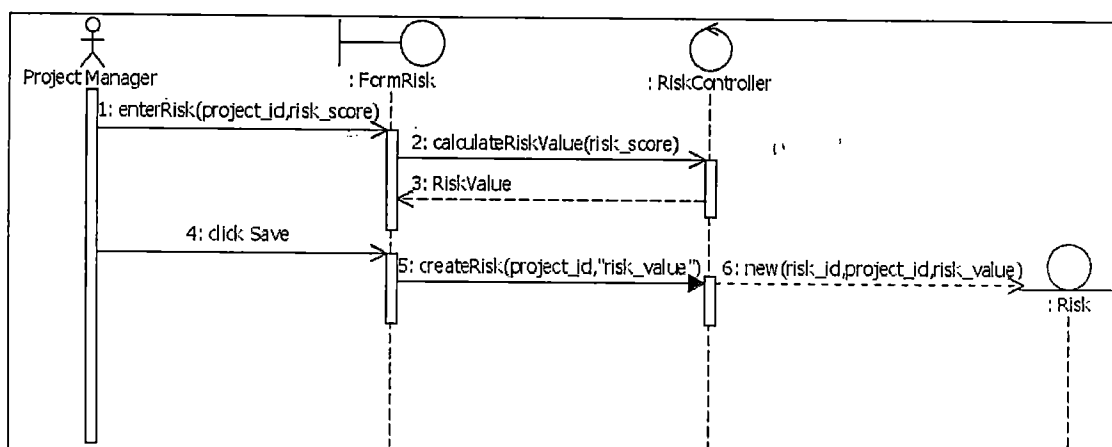 Project Manager
: FormRisk
: RiskController
1: enterRisk(project_id,risk_score)
2: calculateRiskValue(risk_score)
3: RiskValue
4: click Save
5: createRisk(project_id,"risk_value")
6: new(risk_id,project_id,risk_value)
: Risk